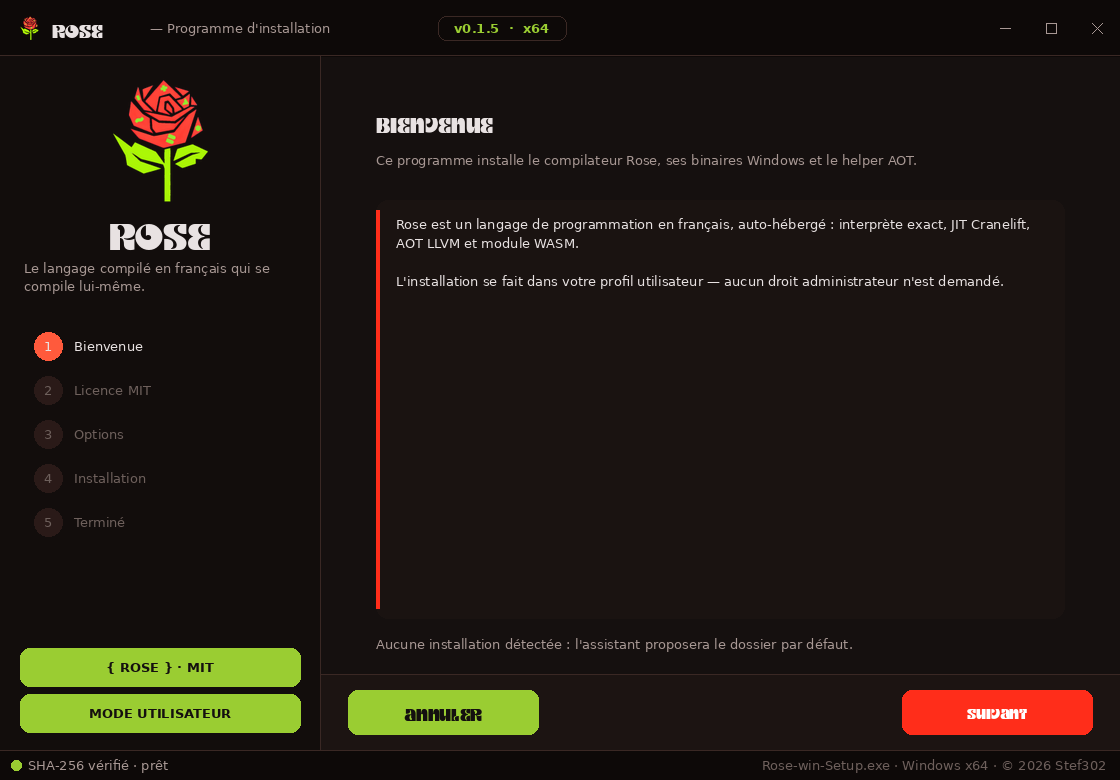 ROSE
— Programme d'installation
v0.1.5 · x64
ROSE
Le langage compilé en français qui se
compile lui-même.
1 Bienvenue
2 Licence MIT
3 Options
4 Installation
5 Terminé
{ ROSE } · MIT
MODE UTILISATEUR
BIENVENUE
Ce programme installe le compilateur Rose, ses binaires Windows et le helper AOT.
Rose est un langage de programmation en français, auto-hébergé : interprète exact, JIT Cranelift,
AOT LLVM et module WASM.
L'installation se fait dans votre profil utilisateur — aucun droit administrateur n'est demandé.
Aucune installation détectée : l'assistant proposera le dossier par défaut.
ANNULER
SUIVANT
SHA-256 vérifié · prêt
Rose-win-Setup.exe · Windows x64 · © 2026 Stef302